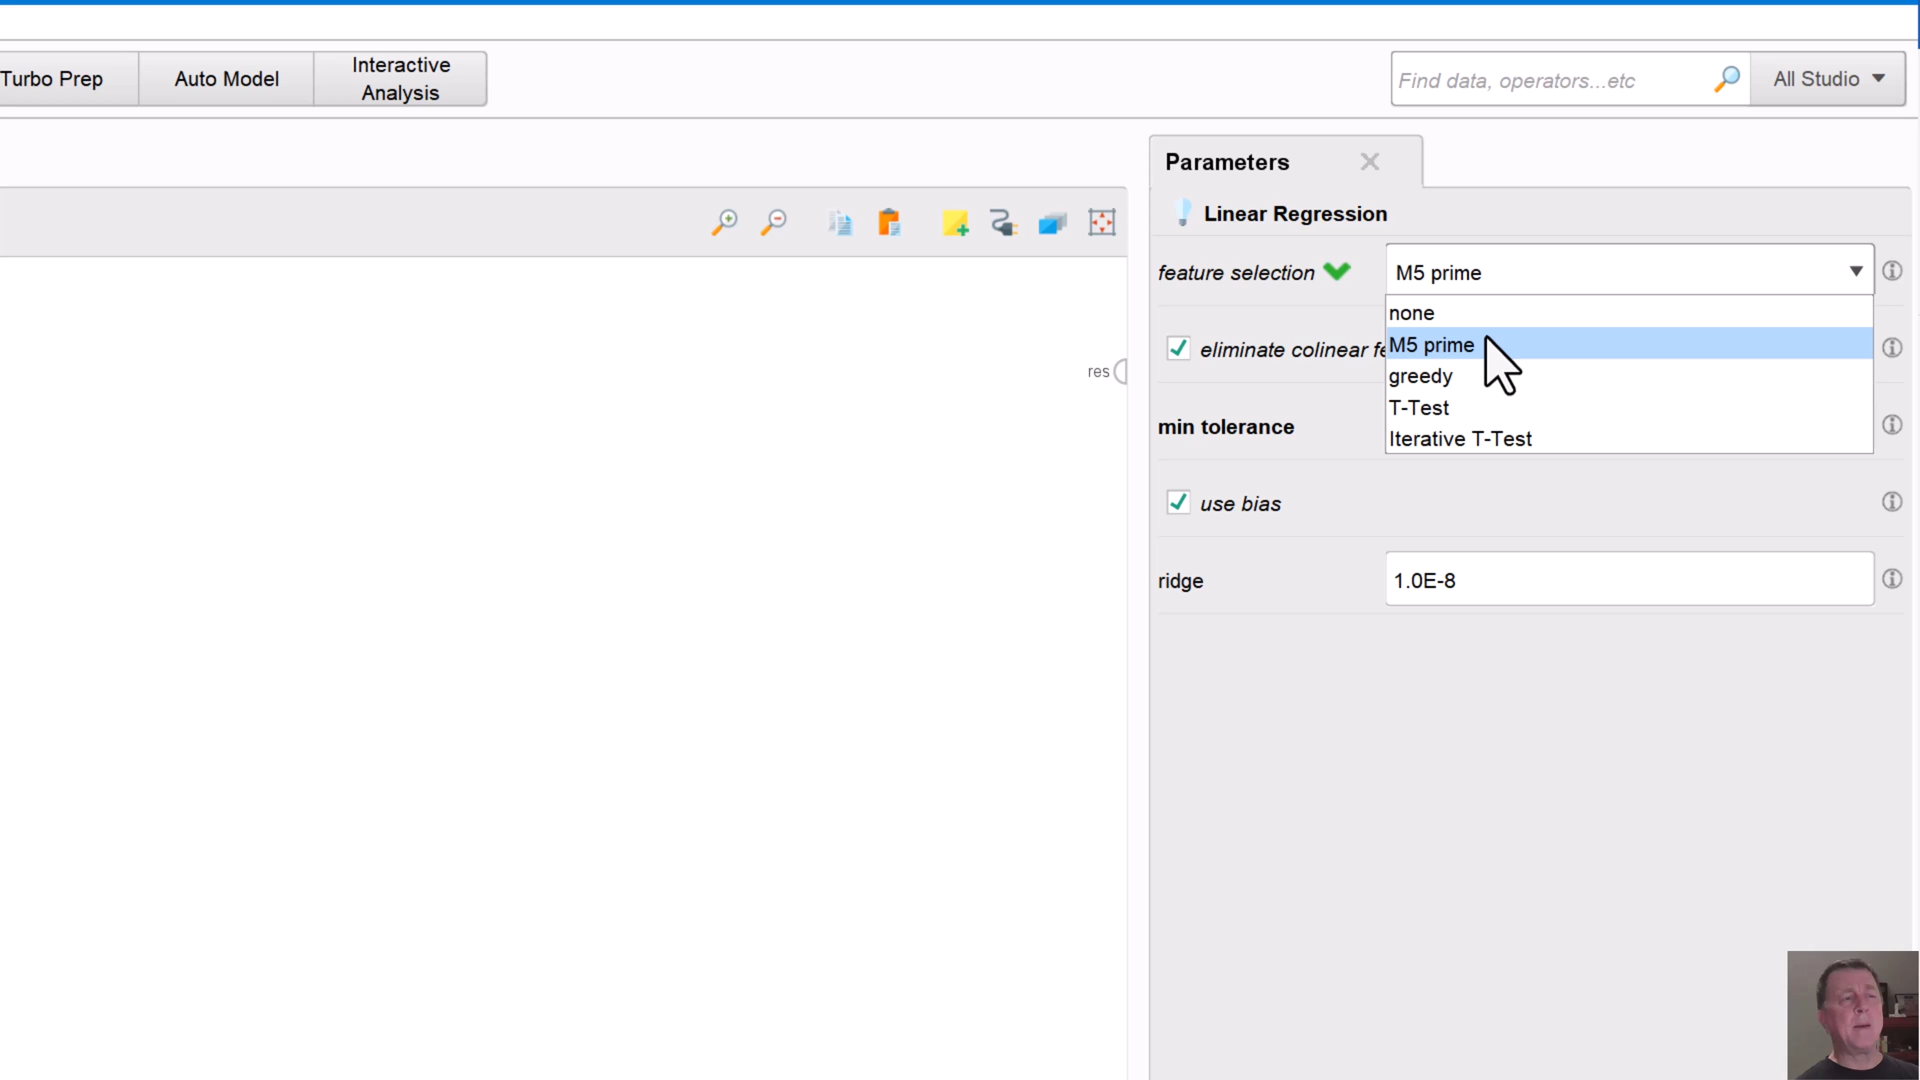 Turbo Prep
Auto Model
Interactive
Analysis
Find data, operators...etc
All Studio
Parameters
Linear Regression
feature selection
M5 prime
none
M5 prime
greedy
T-Test
Iterative T-Test
eliminate colinear fe
res
min tolerance
use bias
ridge
1.0E-8